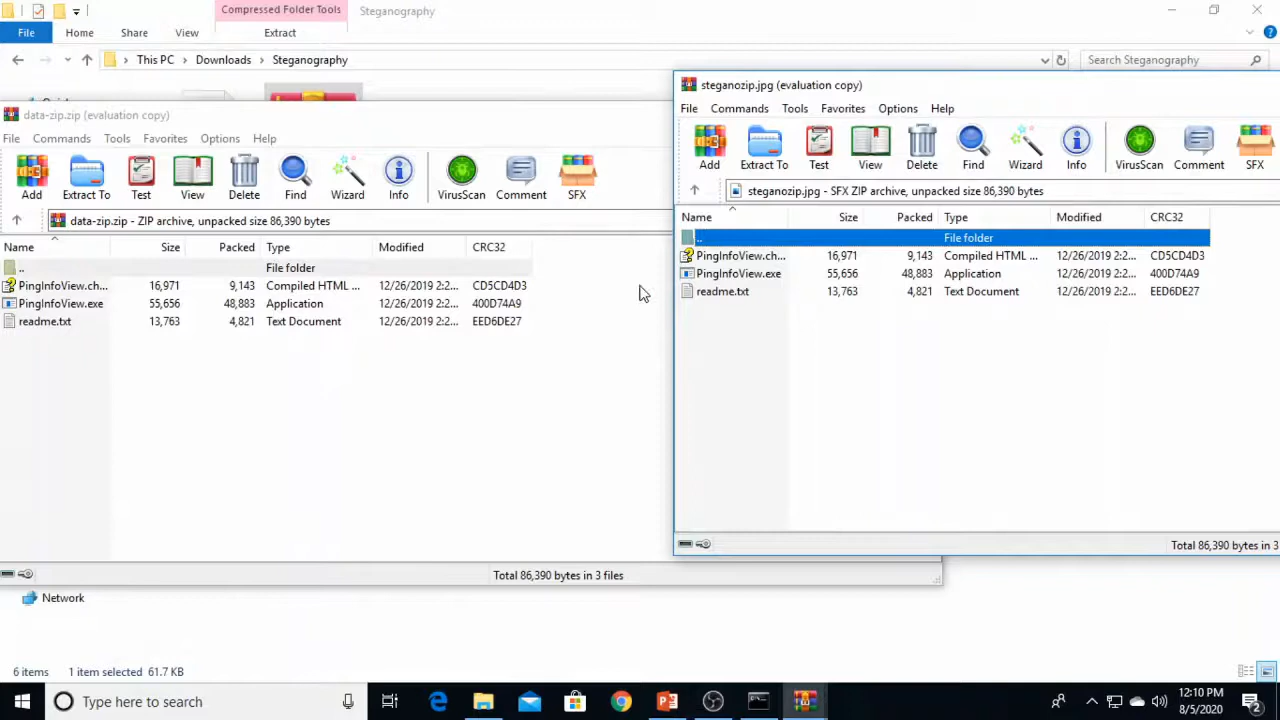 Compressed Folder Tools
Steganography
File
Home
Share
View
Extract
This PC
Downloads
Steganography
Search Steganography
data-zip.zip (evaluation copy)
File
Commands
Tools
Favorites
Options
Help
Add
Extract To
Test
View
Delete
Find
Wizard
Info
VirusScan
Comment
SFX
data-zip.zip - ZIP archive, unpacked size 86,390 bytes
Name
Size
Packed
Type
Modified
CRC32
..
File folder
PingInfoView.ch... 16,971 9,143 Compiled HTML ... 12/26/2019 2:2... CD5CD4D3
PingInfoView.exe 55,656 48,883 Application 12/26/2019 2:2... 400D74A9
readme.txt 13,763 4,821 Text Document 12/26/2019 2:2... EED6DE27
Total 86,390 bytes in 3 files
steganozip.jpg (evaluation copy)
File
Commands
Tools
Favorites
Options
Help
Add
Extract To
Test
View
Delete
Find
Wizard
Info
VirusScan
Comment
SFX
steganozip.jpg - SFX ZIP archive, unpacked size 86,390 bytes
Name
Size
Packed
Type
Modified
CRC32
..
File folder
PingInfoView.ch... 16,971 9,143 Compiled HTML ... 12/26/2019 2:2... CD5CD4D3
PingInfoView.exe 55,656 48,883 Application 12/26/2019 2:2... 400D74A9
readme.txt 13,763 4,821 Text Document 12/26/2019 2:2... EED6DE27
Total 86,390 bytes in 3
Network
6 items
1 item selected 61.7 KB
Type here to search
12:10 PM
8/5/2020
2